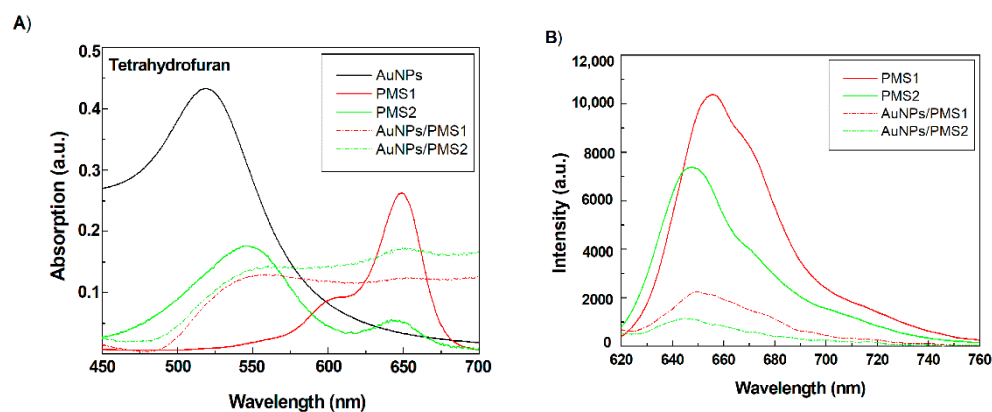 A)
0.5
0.4
0.3
0.2
0.1
Absorption (a.u.)
Tetrahydrofuran
AuNPs
PMS1
PMS2
AuNPs/PMS1
AuNPs/PMS2
450 500 550 600 650 700
Wavelength (nm)
B)
12,000
10,000
8000
6000
4000
2000
0
Intensity (a.u.)
PMS1
PMS2
AuNPs/PMS1
AuNPs/PMS2
620 640 660 680 700 720 740 760
Wavelength (nm)